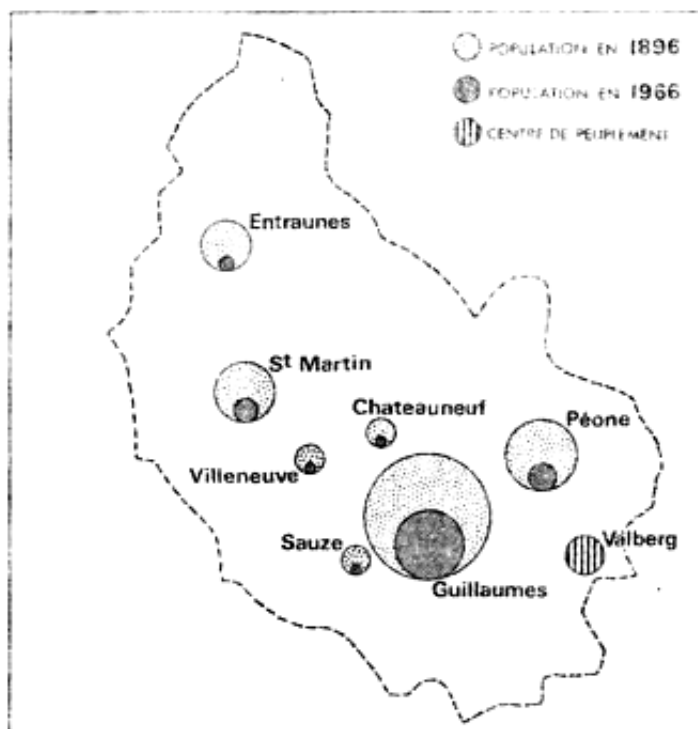 POPULATION EN 1896
POPULATION EN 1966
CENTRE DE PEUPLEMENT
Entraunes
St Martin
Chateauneuf
Péone
Villeneuve
Sauze
Valberg
Guillaumes